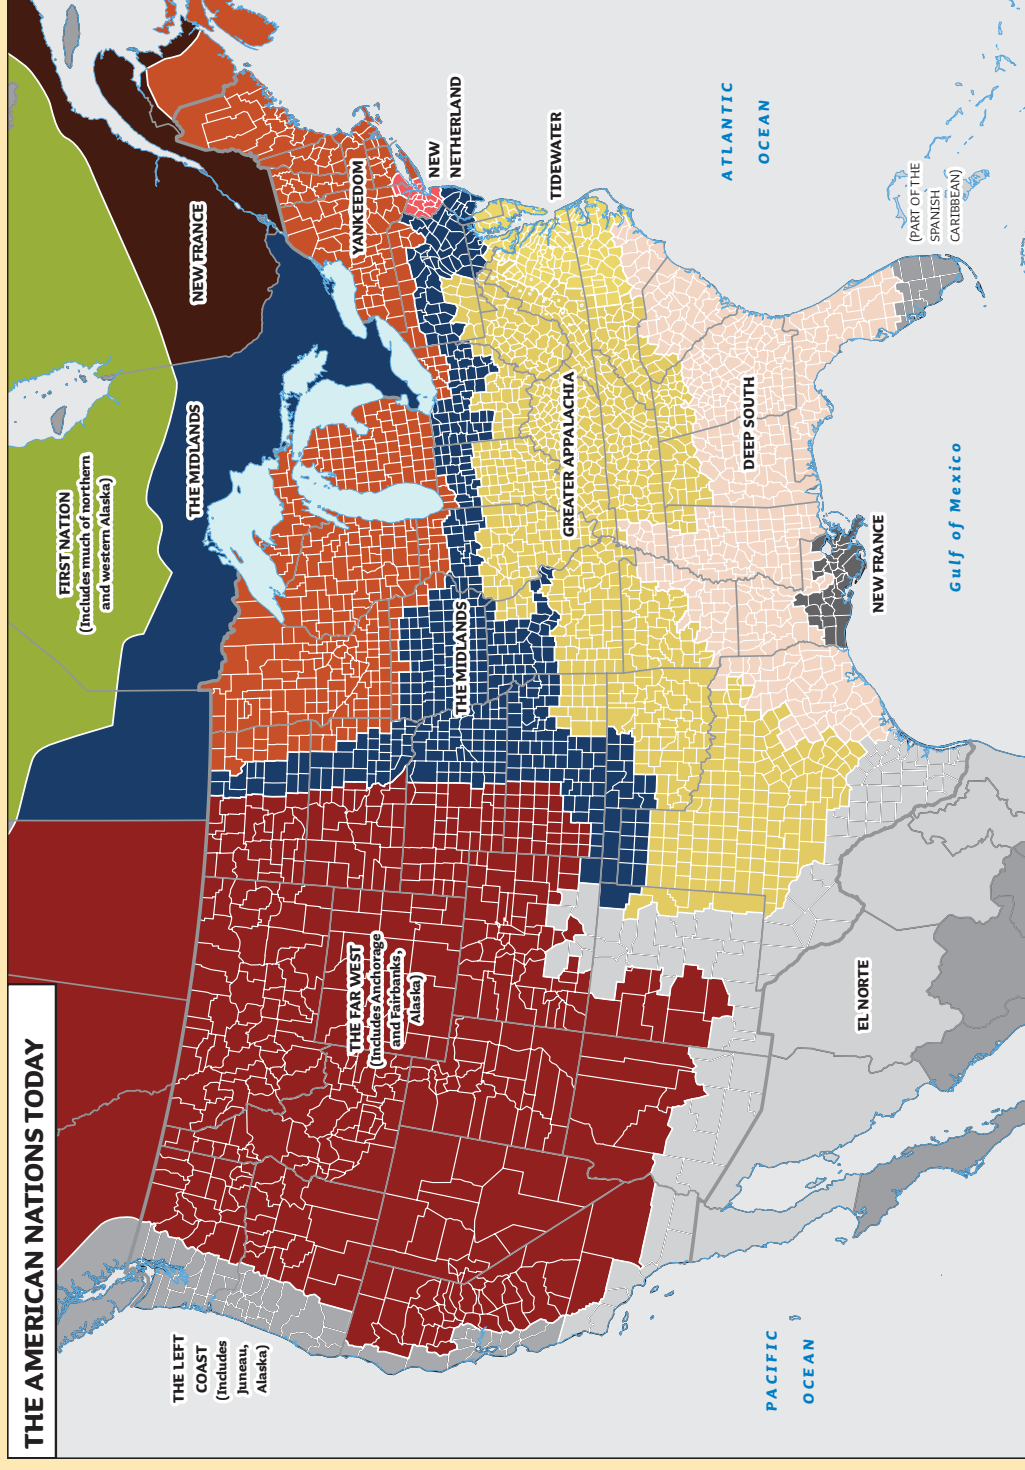 THE AMERICAN NATIONS TODAY
FIRST NATION
(Includes much of northern
and western Alaska)
THE MIDLANDS
NEW FRANCE
YANKEEDOM
NEW
NETHERLAND
TIDEWATER
THE LEFT
COAST
(Includes
Juneau,
Alaska)
THE FAR WEST
(Includes Anchorage
and Fairbanks,
Alaska)
THE MIDLANDS
GREATER APPALACHIA
DEEP SOUTH
ATLANTIC
OCEAN
(PART OF THE
SPANISH
CARIBBEAN)
NEW FRANCE
EL NORTE
Gulf of Mexico
PACIFIC
OCEAN